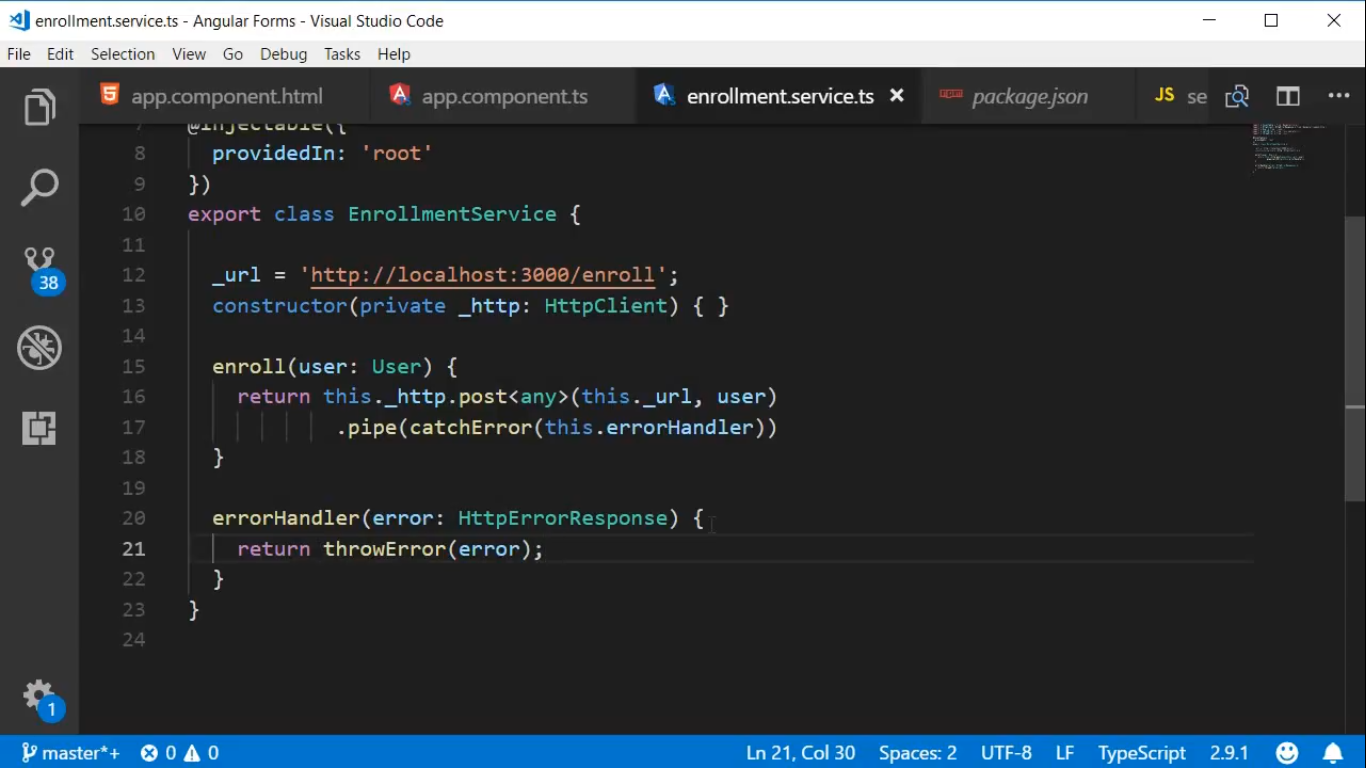 enrollment.service.ts - Angular Forms - Visual Studio Code
File Edit Selection View Go Debug Tasks Help
app.component.html app.component.ts enrollment.service.ts package.json JS se
7 @Injectable({
8 providedIn: 'root'
9 })
10 export class EnrollmentService {
11
12 _url = 'http://localhost:3000/enroll';
13 constructor(private _http: HttpClient) { }
14
15 enroll(user: User) {
16 return this._http.post<any>(this._url, user)
17 .pipe(catchError(this.errorHandler))
18 }
19
20 errorHandler(error: HttpErrorResponse) {
21 return throwError(error);
22 }
23 }
24
38
1
master*+ 0 0 Ln 21, Col 30 Spaces: 2 UTF-8 LF TypeScript 2.9.1